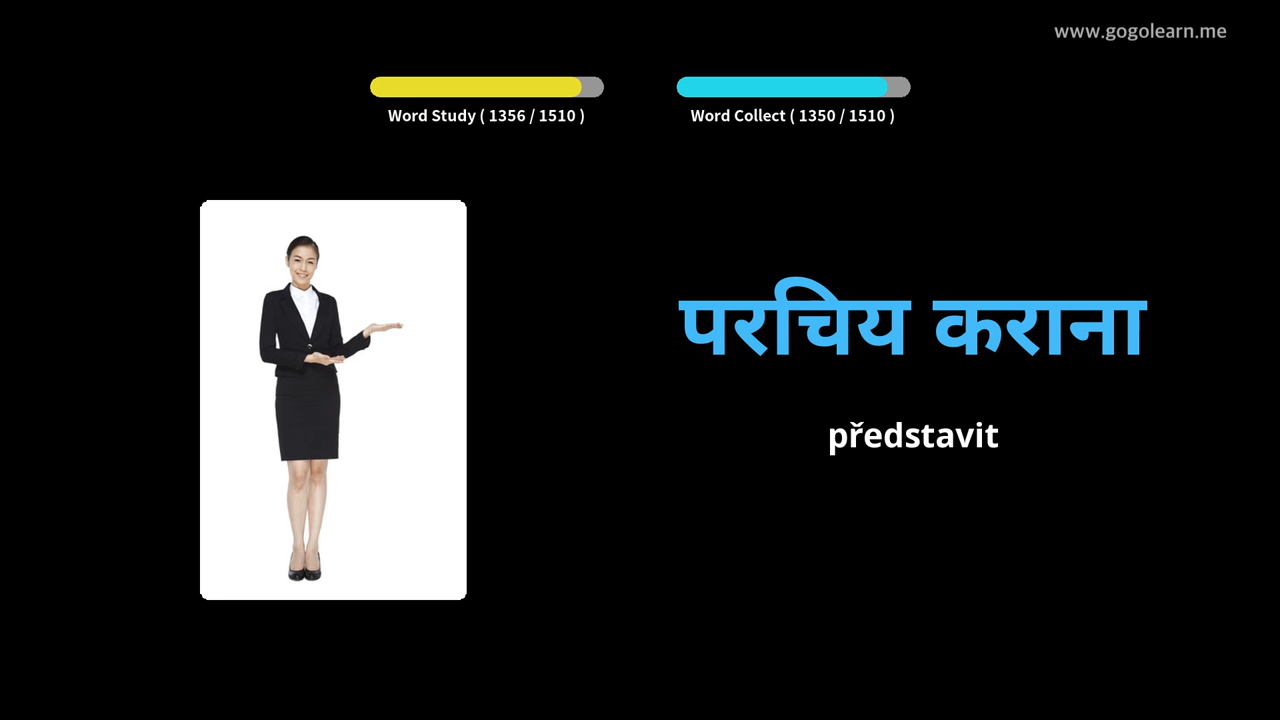 www.gogolearn.me
Word Study ( 1356 / 1510 )
Word Collect ( 1350 / 1510 )
परिचय कराना
představit